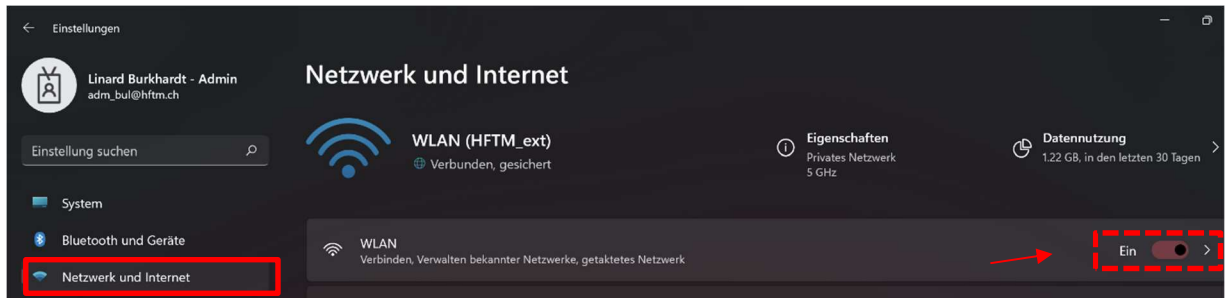 Einstellungen
Linard Burkhardt - Admin
adm_bul@hftm.ch
Einstellung suchen
System
Bluetooth und Geräte
Netzwerk und Internet
Netzwerk und Internet
WLAN (HFTM_ext)
Verbunden, gesichert
Eigenschaften
Privates Netzwerk
5 GHz
Datennutzung
1.22 GB, in den letzten 30 Tagen
WLAN
Verbinden, Verwalten bekannter Netzwerke, getaktetes Netzwerk
Ein